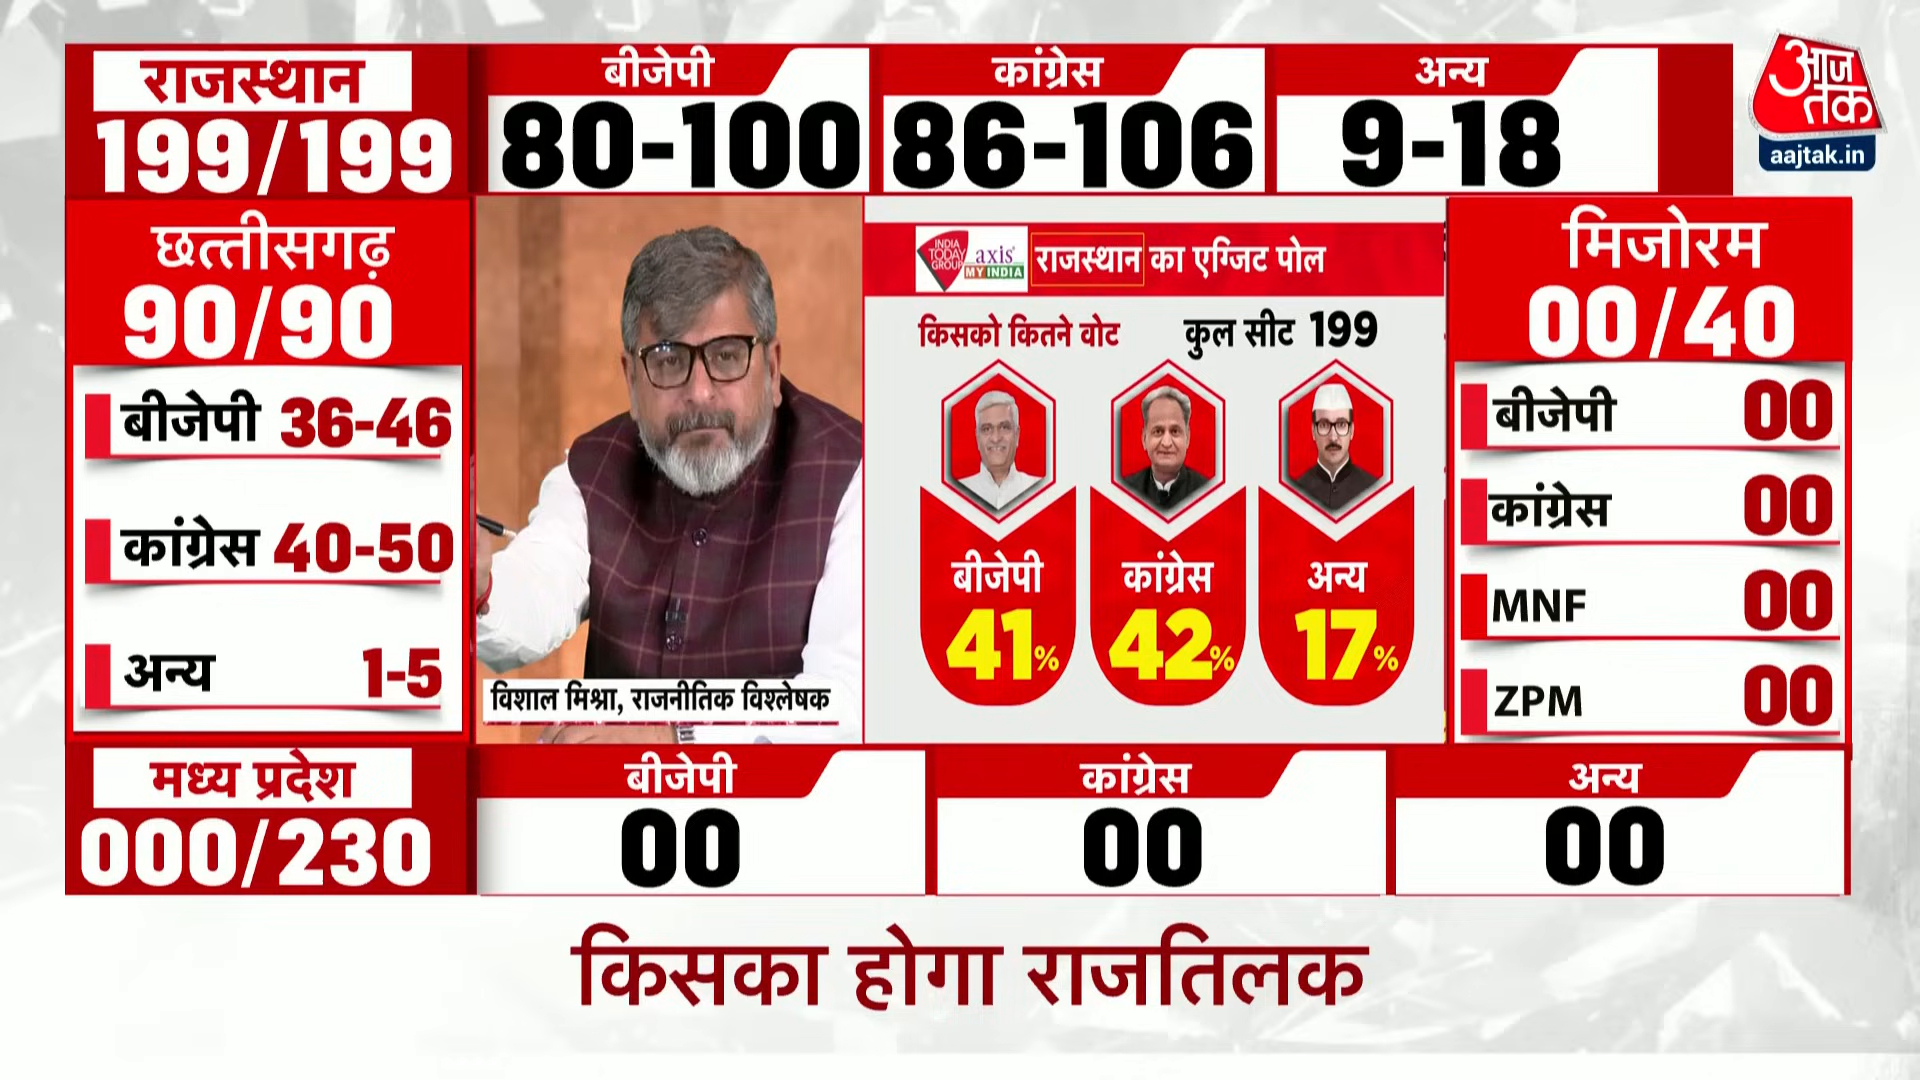 राजस्थान
199/199
बीजेपी
80-100
कांग्रेस
86-106
अन्य
9-18
आज
तक
aajtak.in
छत्तीसगढ़
90/90
बीजेपी 36-46
कांग्रेस 40-50
अन्य 1-5
विशाल मिश्रा, राजनीतिक विश्लेषक
INDIA
TODAY
GROUP
axis
MY INDIA
राजस्थान का एग्जिट पोल
किसको कितने वोट कुल सीट 199
बीजेपी
41%
कांग्रेस
42%
अन्य
17%
मिजोरम
00/40
बीजेपी 00
कांग्रेस 00
MNF 00
ZPM 00
मध्य प्रदेश
000/230
बीजेपी
00
कांग्रेस
00
अन्य
00
किसका होगा राजतिलक